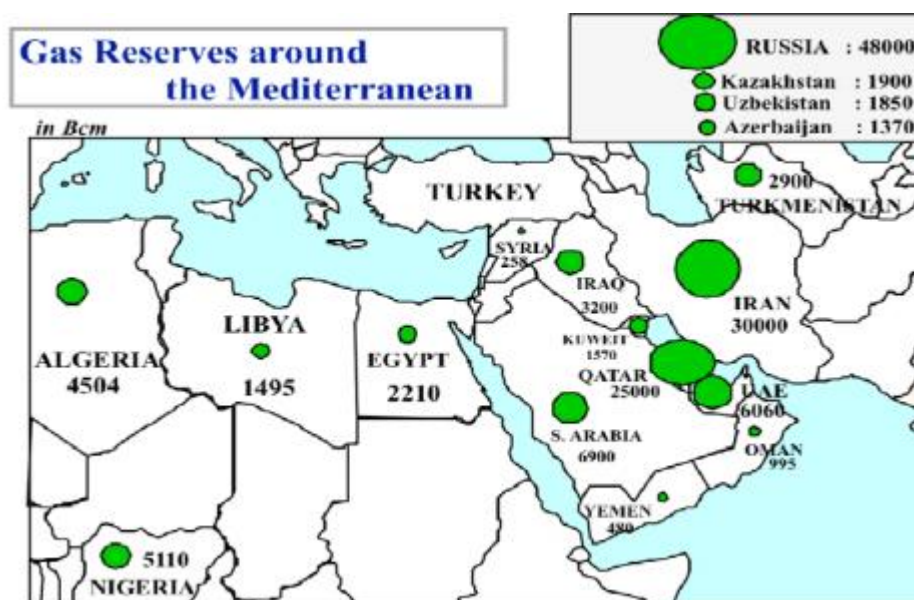 Gas Reserves around
the Mediterranean
in Bcm
RUSSIA : 48000
Kazakhstan : 1900
Uzbekistan : 1850
Azerbaijan : 1370
TURKEY
2900
TURKMENISTAN
SYRIA
258
IRAQ
3200
IRAN
30000
LIBYA
1495
ALGERIA
4504
EGYPT
2210
KUWEIT
1570
QATAR
25000
UAE
6060
S. ARABIA
6900
OMAN
995
YEMEN
480
5110
NIGERIA